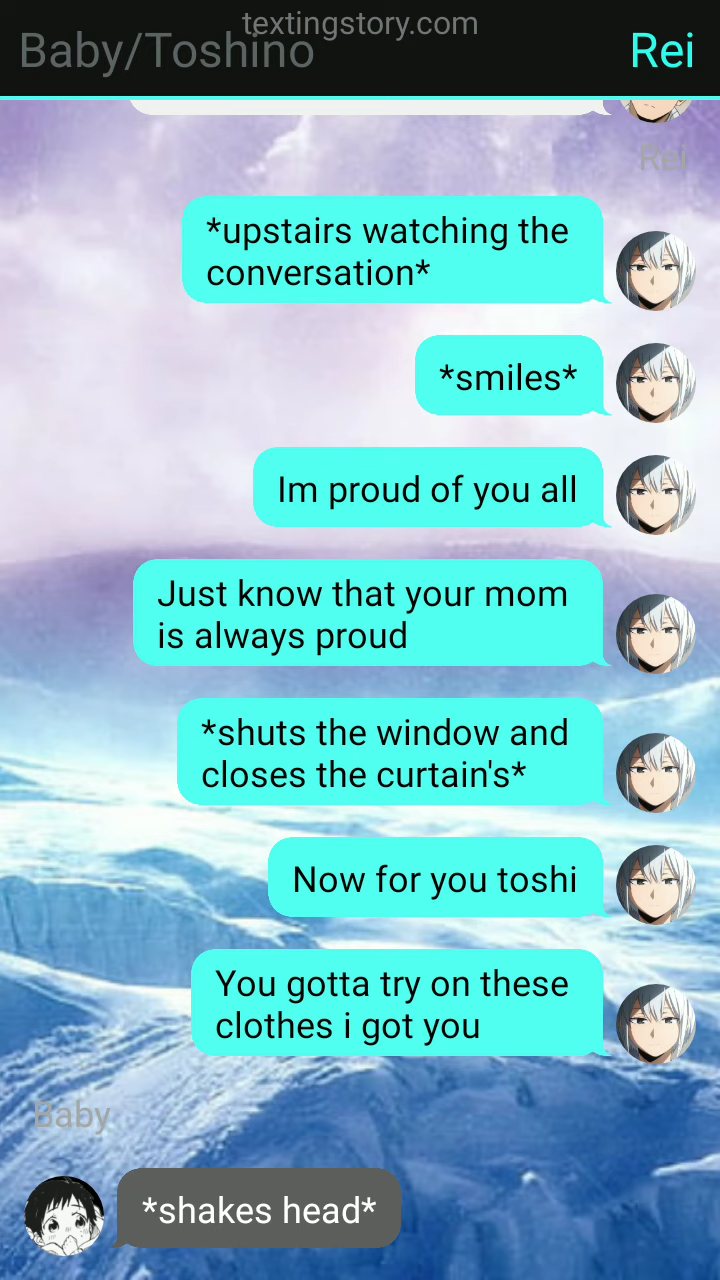 textingstory.com
Baby/Toshino
Rei
Rei
*upstairs watching the
conversation*
*smiles*
Im proud of you all
Just know that your mom
is always proud
*shuts the window and
closes the curtain's*
Now for you toshi
You gotta try on these
clothes i got you
Baby
*shakes head*